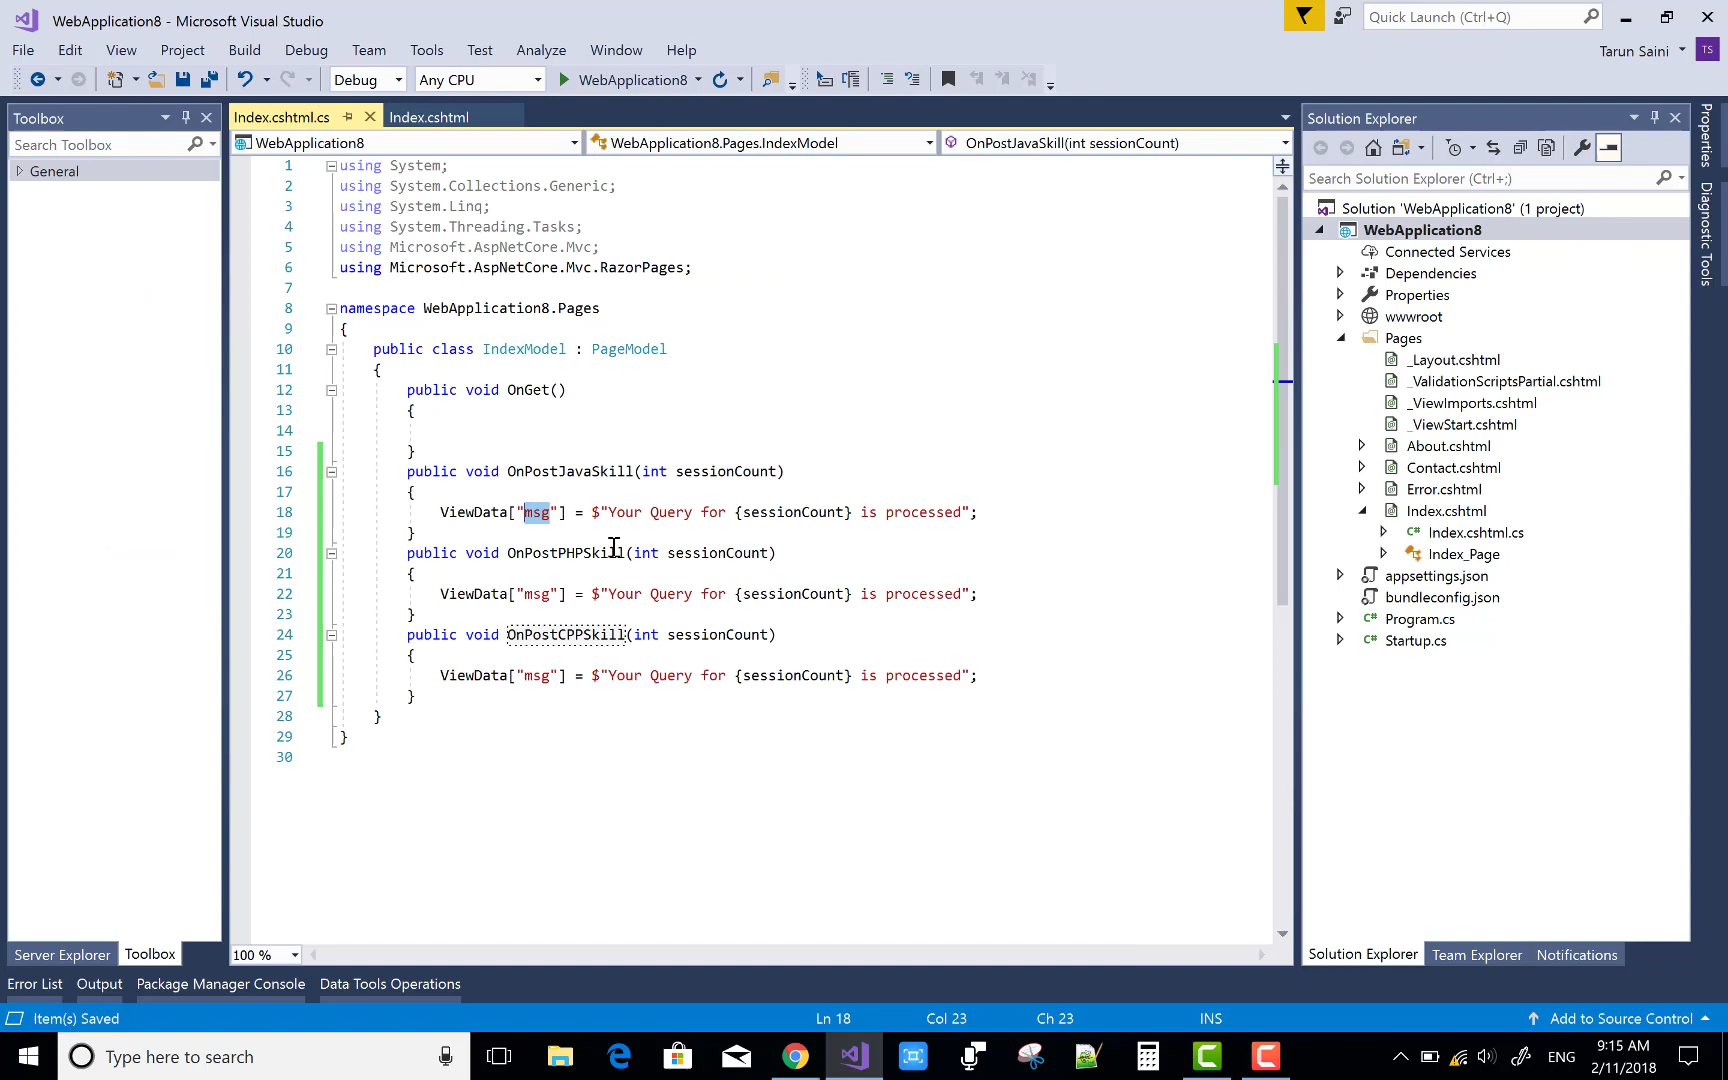 WebApplication8 - Microsoft Visual Studio
Quick Launch (Ctrl+Q)
File Edit View Project Build Debug Team Tools Test Analyze Window Help
Tarun Saini TS
Debug Any CPU WebApplication8
Toolbox
Search Toolbox
General
Index.cshtml.cs Index.cshtml
WebApplication8 WebApplication8.Pages.IndexModel OnPostJavaSkill(int sessionCount)
1 using System;
2 using System.Collections.Generic;
3 using System.Linq;
4 using System.Threading.Tasks;
5 using Microsoft.AspNetCore.Mvc;
6 using Microsoft.AspNetCore.Mvc.RazorPages;
7
8 namespace WebApplication8.Pages
9 {
10 public class IndexModel : PageModel
11 {
12 public void OnGet()
13 {
14
15 }
16 public void OnPostJavaSkill(int sessionCount)
17 {
18 ViewData["msg"] = $"Your Query for {sessionCount} is processed";
19 }
20 public void OnPostPHPSkill(int sessionCount)
21 {
22 ViewData["msg"] = $"Your Query for {sessionCount} is processed";
23 }
24 public void OnPostCPPSkill(int sessionCount)
25 {
26 ViewData["msg"] = $"Your Query for {sessionCount} is processed";
27 }
28 }
29 }
30
100 %
Solution Explorer
Search Solution Explorer (Ctrl+;)
Solution 'WebApplication8' (1 project)
WebApplication8
Connected Services
Dependencies
Properties
wwwroot
Pages
_Layout.cshtml
_ValidationScriptsPartial.cshtml
_ViewImports.cshtml
_ViewStart.cshtml
About.cshtml
Contact.cshtml
Error.cshtml
Index.cshtml
C# Index.cshtml.cs
Index_Page
appsettings.json
bundleconfig.json
C# Program.cs
C# Startup.cs
Properties
Diagnostic Tools
Server Explorer Toolbox
Solution Explorer Team Explorer Notifications
Error List Output Package Manager Console Data Tools Operations
Item(s) Saved Ln 18 Col 23 Ch 23 INS Add to Source Control
Type here to search
ENG
9:15 AM
2/11/2018